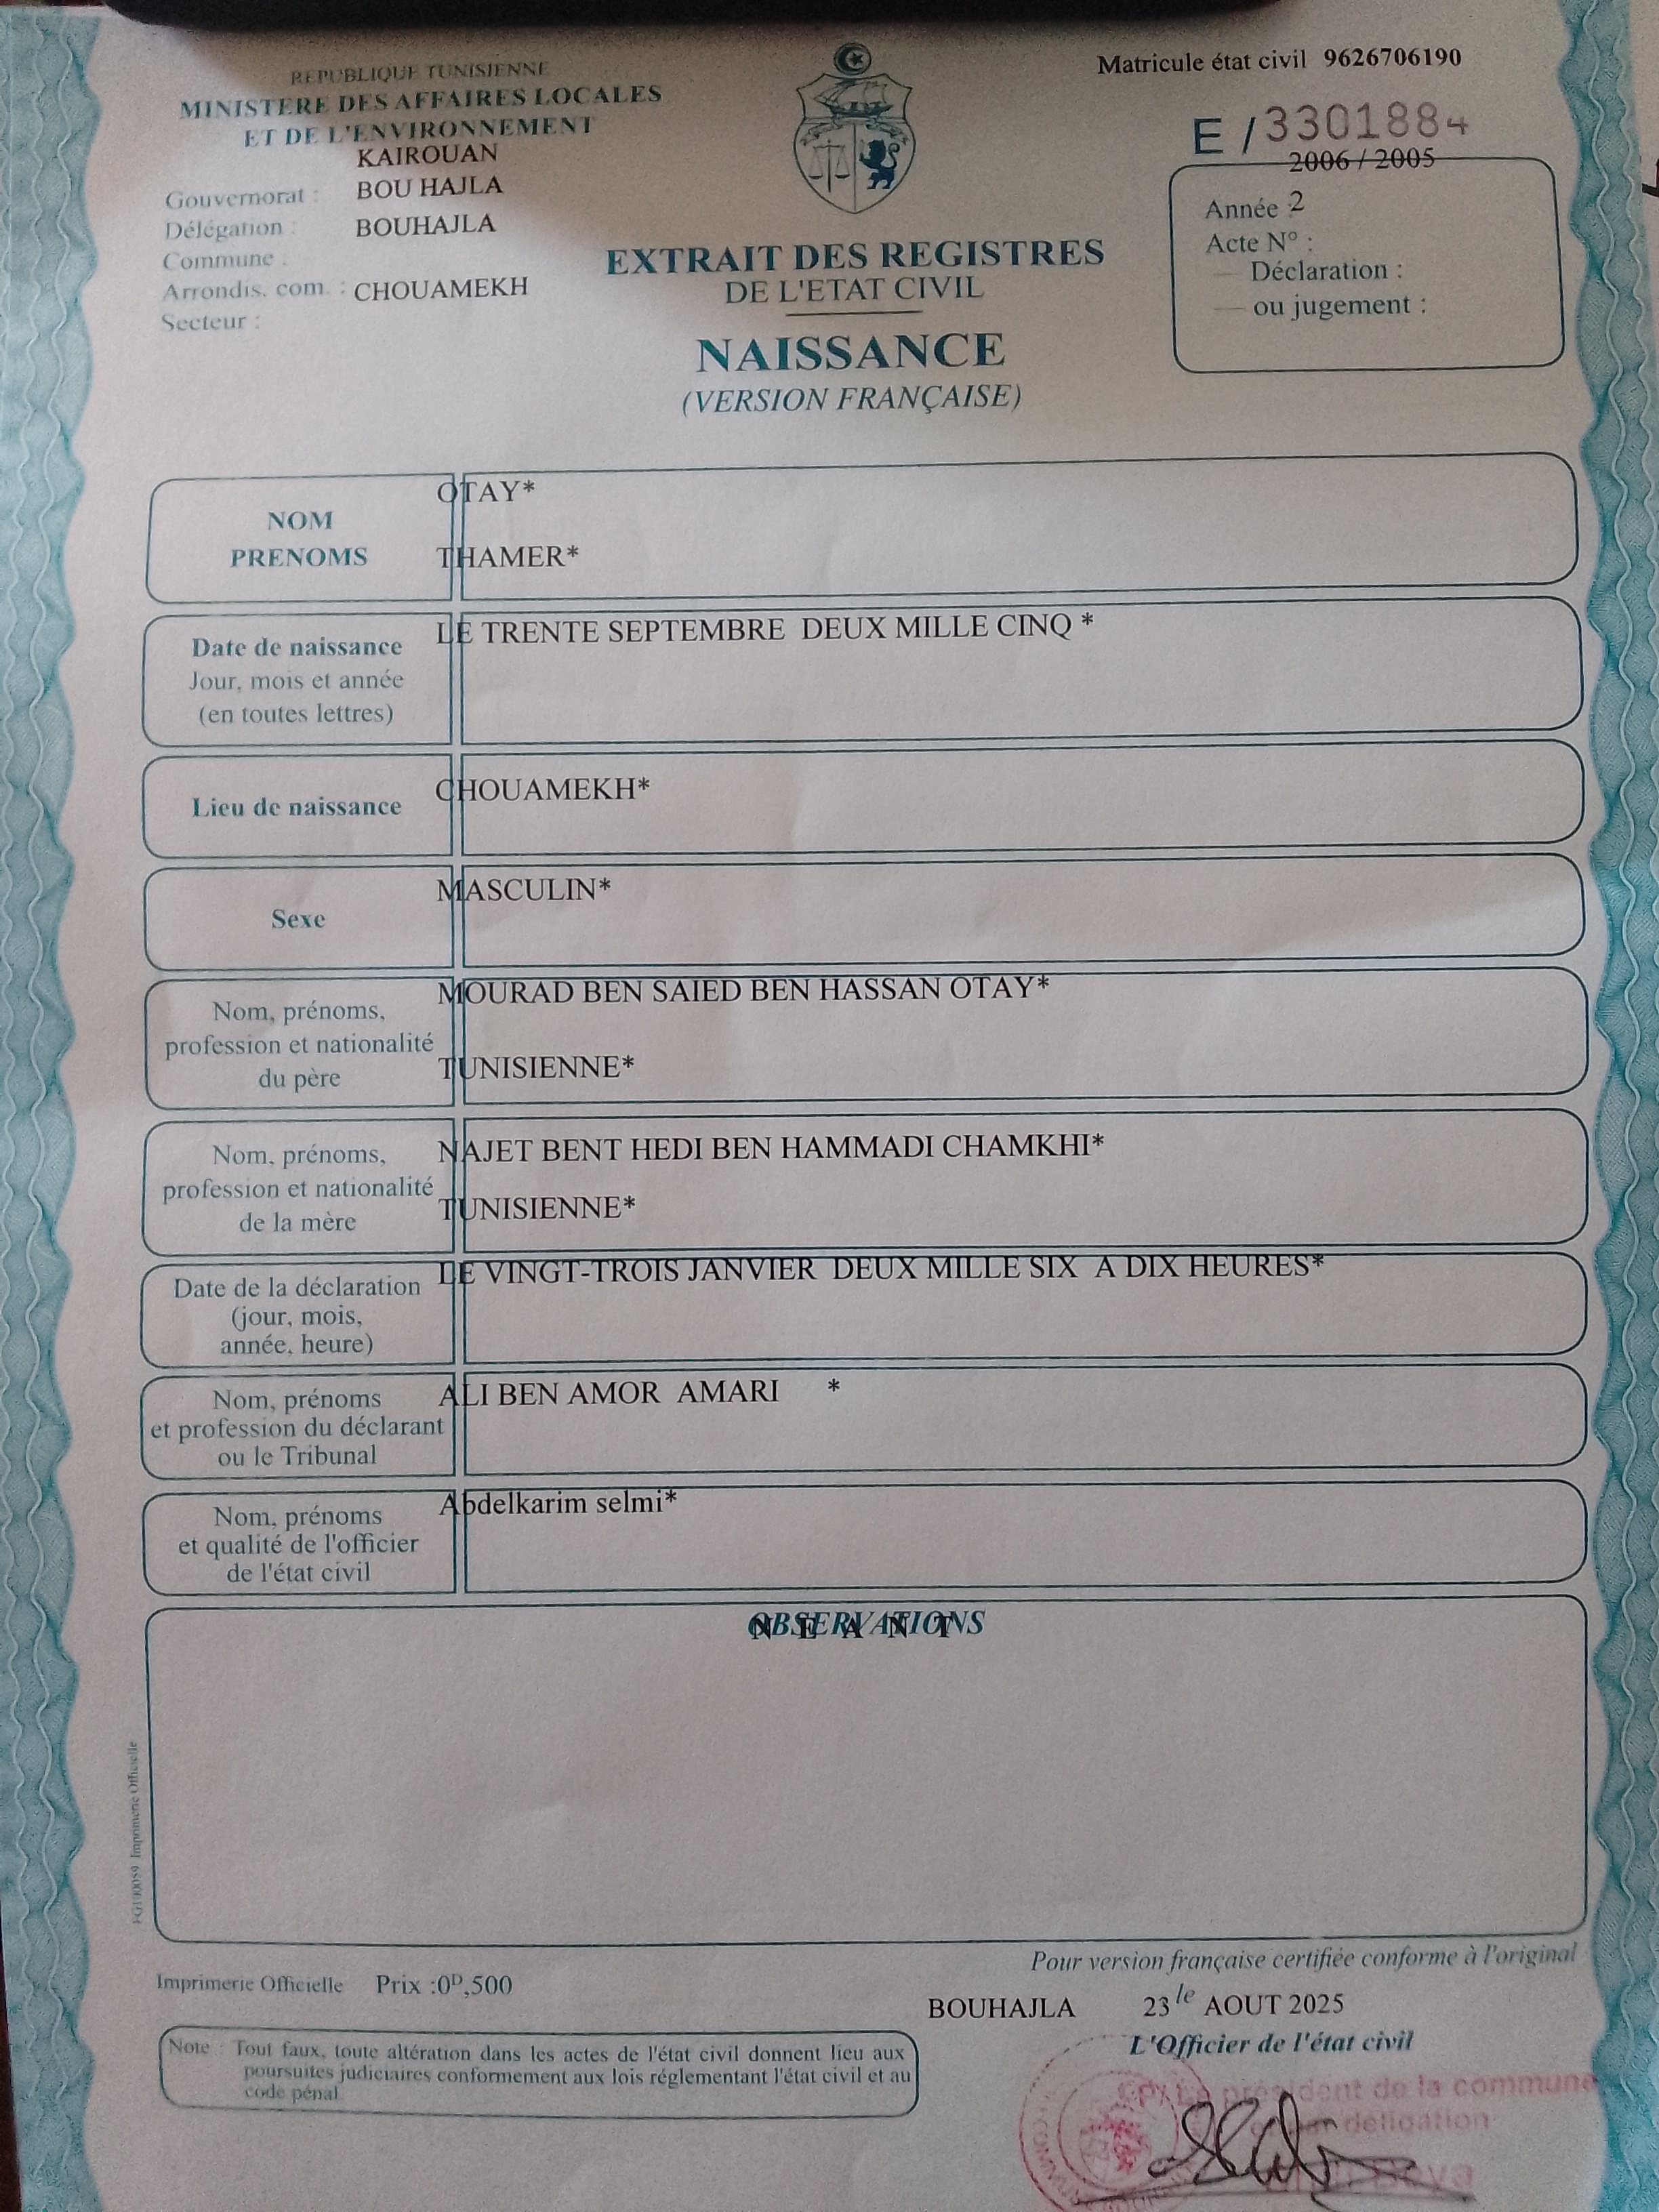 REPUBLIQUE TUNISIENNE
MINISTERE DES AFFAIRES LOCALES
ET DE L'ENVIRONNEMENT
KAIROUAN
Gouvernorat : BOU HAJLA
Délégation : BOUHAJLA
Commune :
Arrondis. com. : CHOUAMEKH
Secteur :
Matricule état civil 9626706190
E / 3301884
2006 / 2005
Année : 2
Acte N° :
— Déclaration :
— ou jugement :
EXTRAIT DES REGISTRES
DE L'ETAT CIVIL
NAISSANCE
(VERSION FRANÇAISE)
NOM
PRENOMS
OTAY*
THAMER*
Date de naissance
Jour, mois et année
(en toutes lettres)
LE TRENTE SEPTEMBRE DEUX MILLE CINQ *
Lieu de naissance
CHOUAMEKH*
Sexe
MASCULIN*
Nom, prénoms,
profession et nationalité
du père
MOURAD BEN SAIED BEN HASSAN OTAY*
TUNISIENNE*
Nom, prénoms,
profession et nationalité
de la mère
NAJET BENT HEDI BEN HAMMADI CHAMKHI*
TUNISIENNE*
Date de la déclaration
(jour, mois,
année, heure)
LE VINGT-TROIS JANVIER DEUX MILLE SIX A DIX HEURES*
Nom, prénoms
et profession du déclarant
ou le Tribunal
ALI BEN AMOR AMARI *
Nom, prénoms
et qualité de l'officier
de l'état civil
Abdelkarim selmi*
OBSERVATIONS
N E A N T
Imprimerie Officielle
Pour version française certifiée conforme à l'original
Imprimerie Officielle Prix :0D,500
BOUHAJLA 23 le AOUT 2025
L'Officier de l'état civil
Note : Tout faux, toute altération dans les actes de l'état civil donnent lieu aux
poursuites judiciaires conformement aux lois réglementant l'état civil et au
code pénal.
président de la commune
délégation